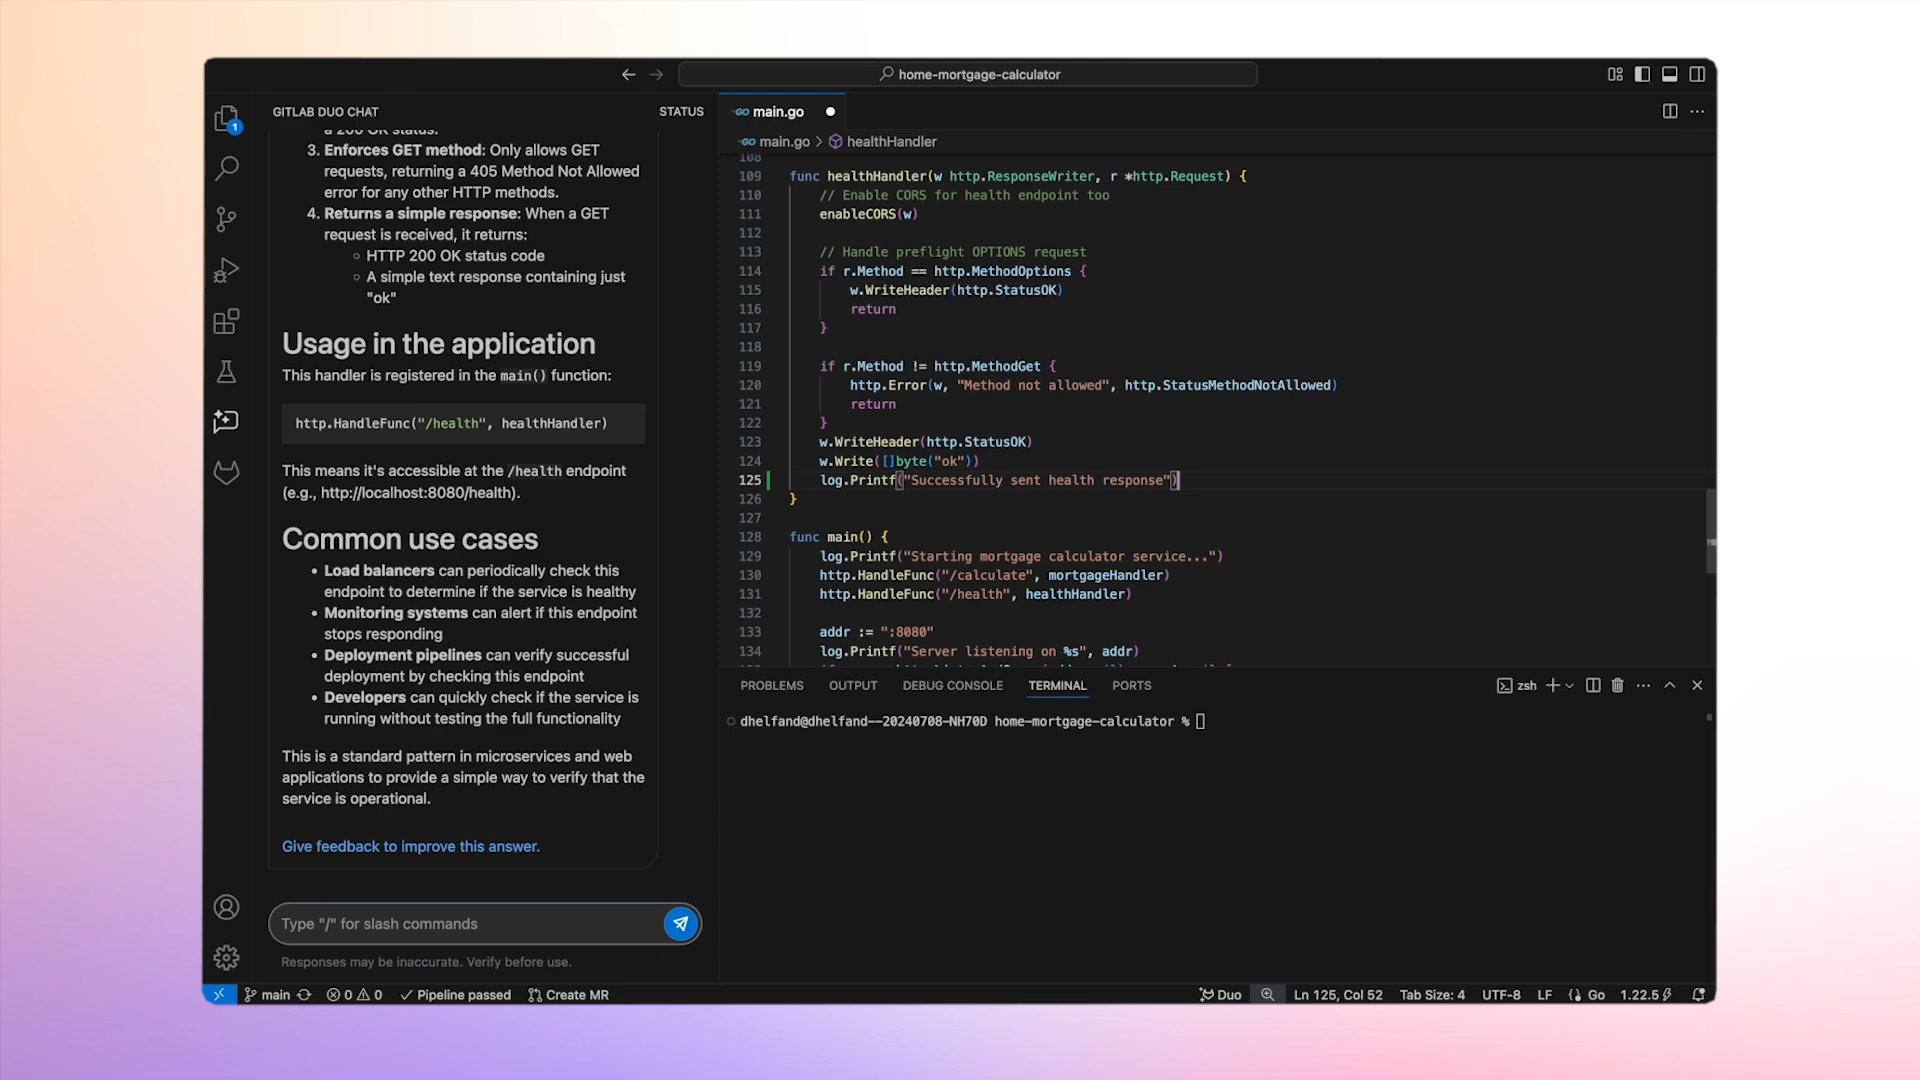 home-mortgage-calculator
1
GITLAB DUO CHAT
STATUS
a 200 OK status.
3. Enforces GET method: Only allows GET
requests, returning a 405 Method Not Allowed
error for any other HTTP methods.
4. Returns a simple response: When a GET
request is received, it returns:
HTTP 200 OK status code
A simple text response containing just
"ok"
Usage in the application
This handler is registered in the main() function:
http.HandleFunc("/health", healthHandler)
This means it's accessible at the /health endpoint
(e.g., http://localhost:8080/health).
Common use cases
• Load balancers can periodically check this
endpoint to determine if the service is healthy
• Monitoring systems can alert if this endpoint
stops responding
• Deployment pipelines can verify successful
deployment by checking this endpoint
• Developers can quickly check if the service is
running without testing the full functionality
This is a standard pattern in microservices and web
applications to provide a simple way to verify that the
service is operational.
Give feedback to improve this answer.
Type "/" for slash commands
Responses may be inaccurate. Verify before use.
GO main.go
GO main.go > healthHandler
108
109 func healthHandler(w http.ResponseWriter, r *http.Request) {
110 // Enable CORS for health endpoint too
111 enableCORS(w)
112
113 // Handle preflight OPTIONS request
114 if r.Method == http.MethodOptions {
115 w.WriteHeader(http.StatusOK)
116 return
117 }
118
119 if r.Method != http.MethodGet {
120 http.Error(w, "Method not allowed", http.StatusMethodNotAllowed)
121 return
122 }
123 w.WriteHeader(http.StatusOK)
124 w.Write([]byte("ok"))
125 log.Printf("Successfully sent health response")
126 }
127
128 func main() {
129 log.Printf("Starting mortgage calculator service...")
130 http.HandleFunc("/calculate", mortgageHandler)
131 http.HandleFunc("/health", healthHandler)
132
133 addr := ":8080"
134 log.Printf("Server listening on %s", addr)
PROBLEMS OUTPUT DEBUG CONSOLE TERMINAL PORTS
zsh
dhelfand@dhelfand--20240708-NH70D home-mortgage-calculator %
main 0 0 Pipeline passed Create MR
Duo Ln 125, Col 52 Tab Size: 4 UTF-8 LF Go 1.22.5